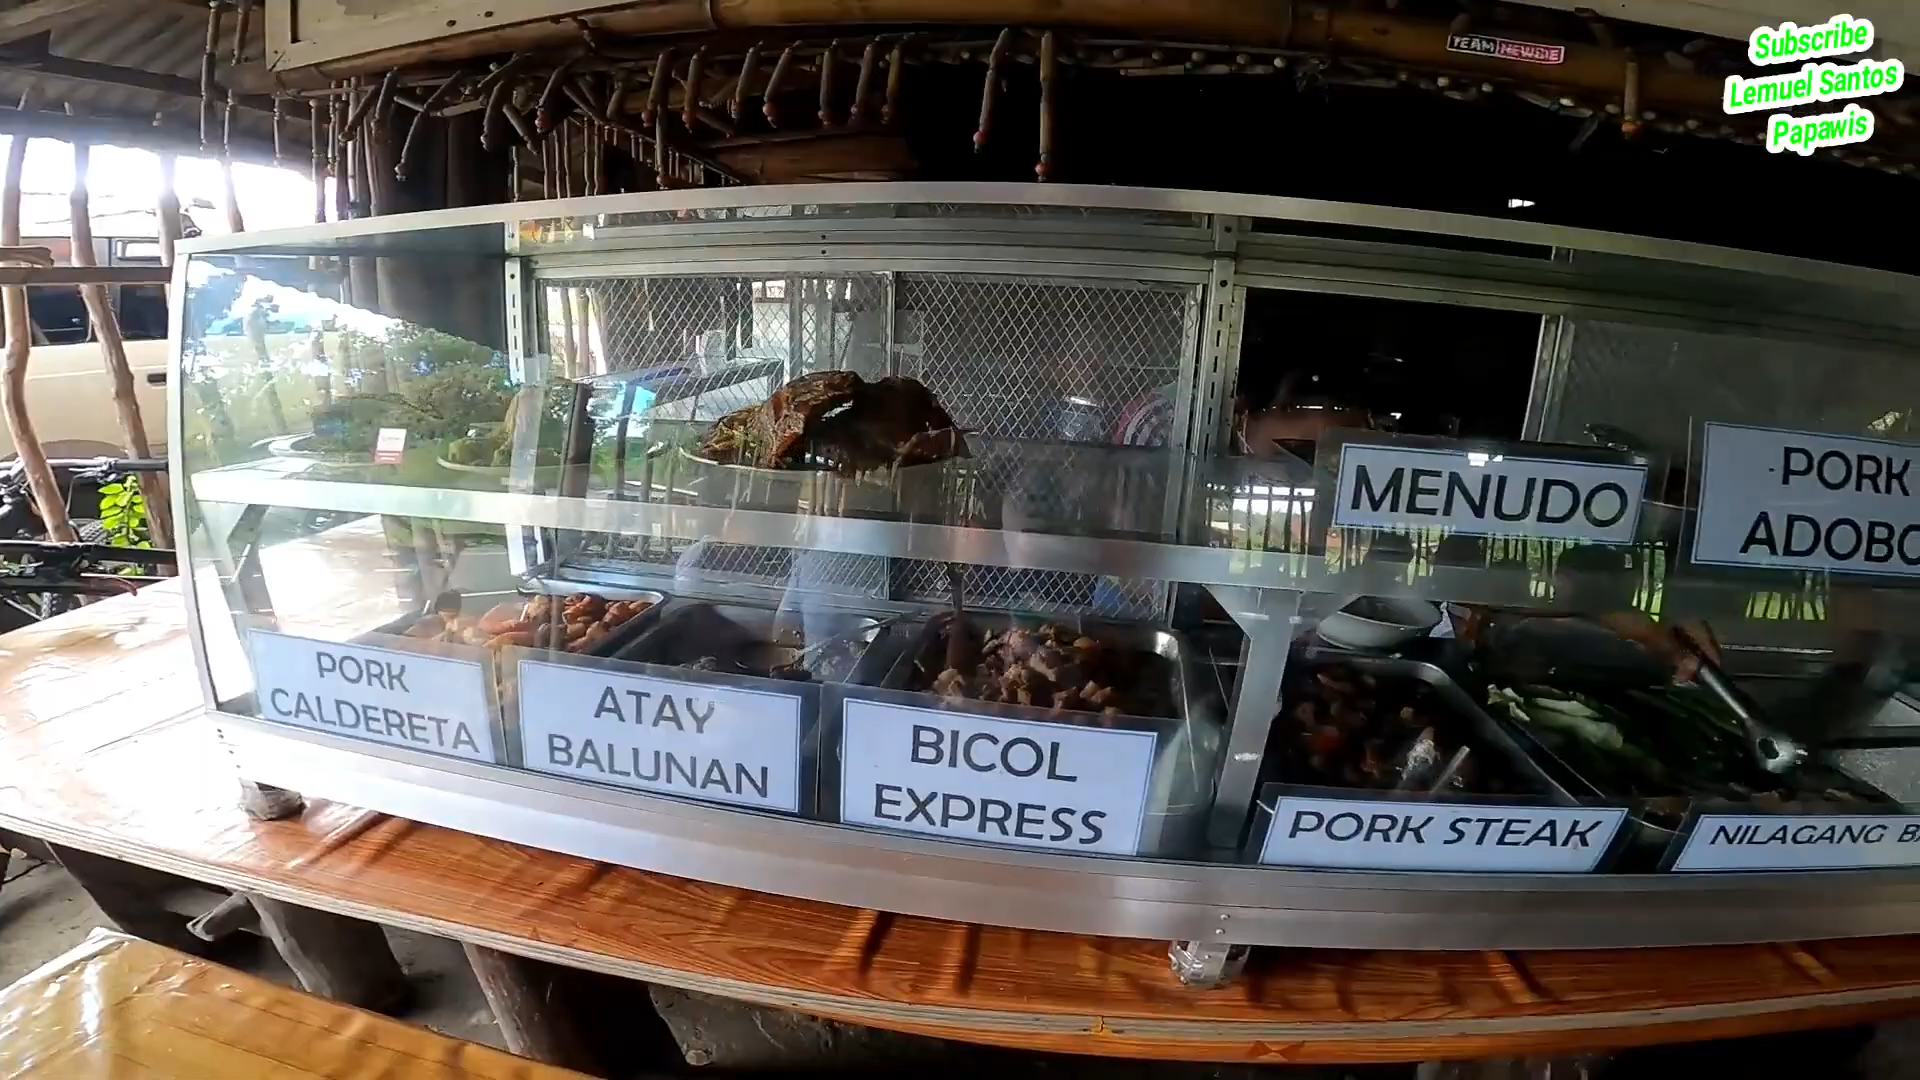 Subscribe
Lemuel Santos
Papawis
TEAM NEWBIE
MENUDO
PORK
ADOBO
PORK
CALDERETA
ATAY
BALUNAN
BICOL
EXPRESS
PORK STEAK
NILAGANG